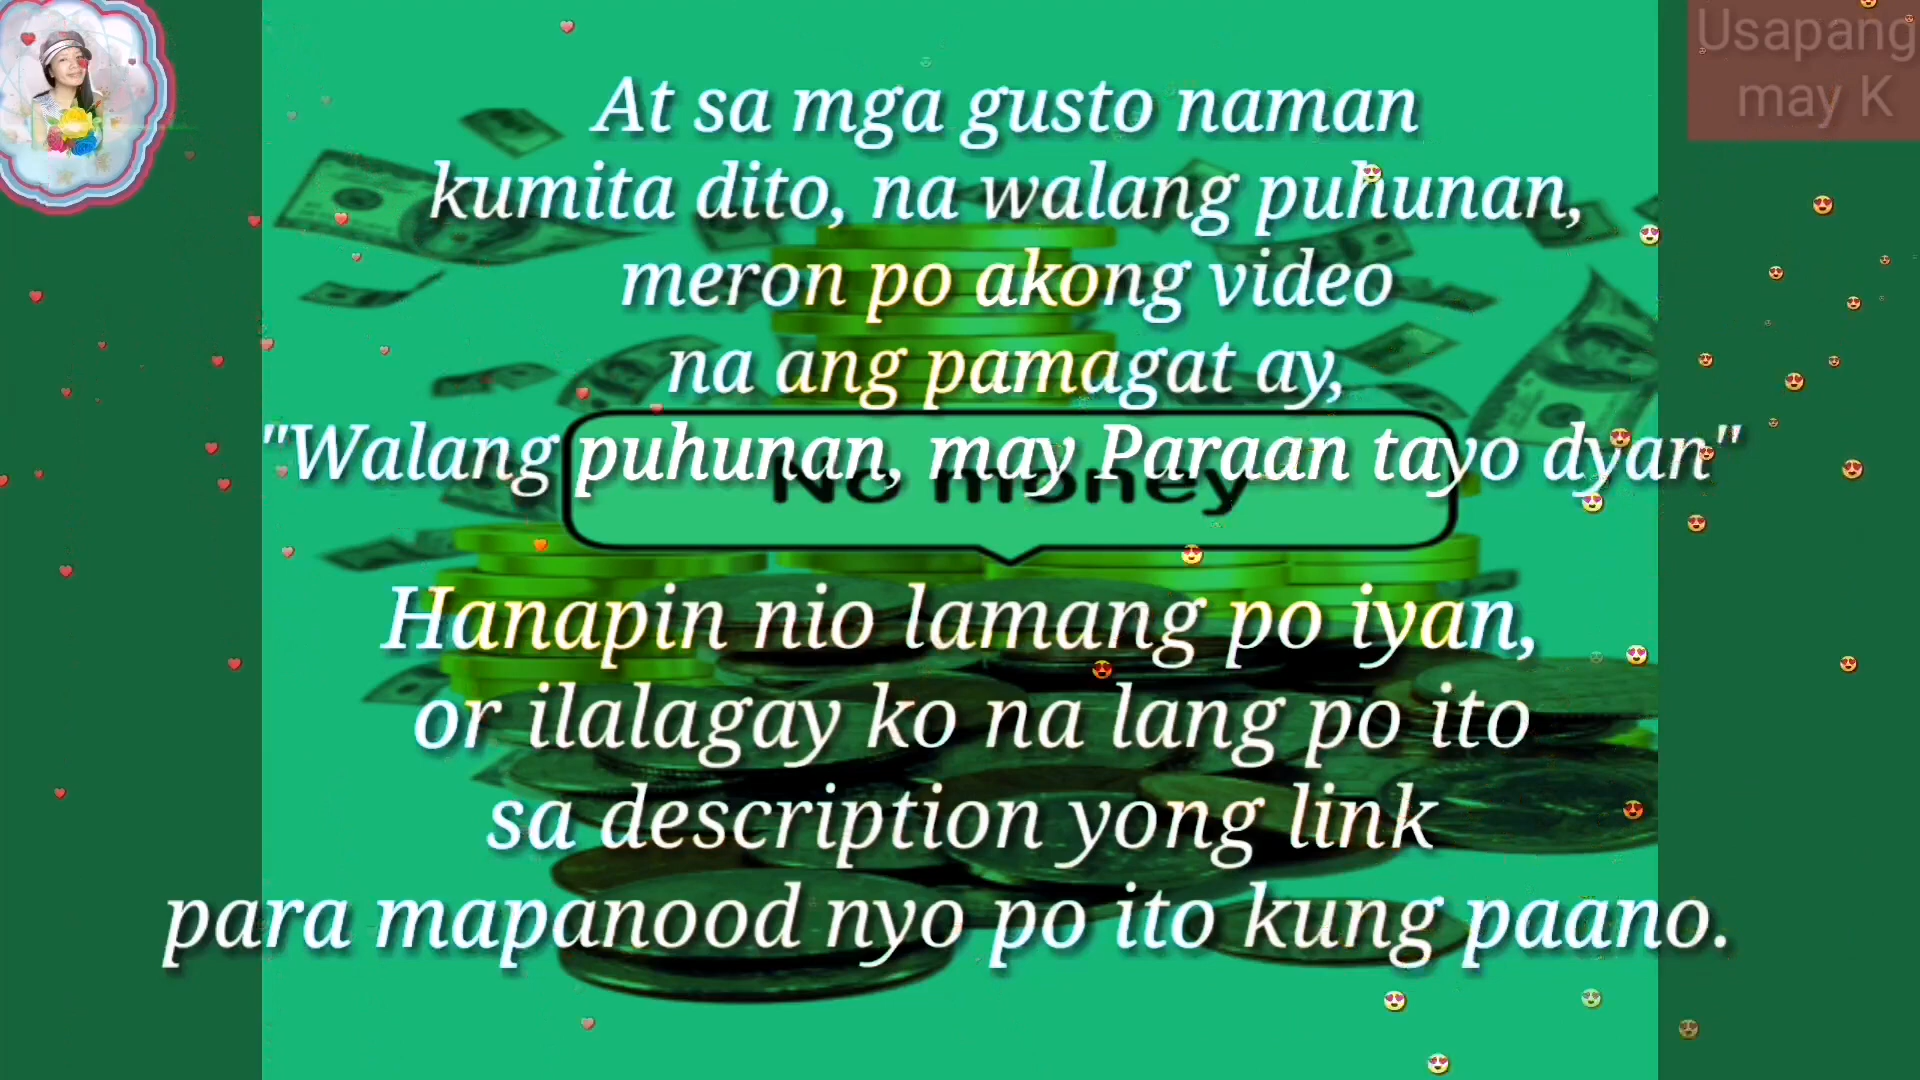 Usapang
may K
At sa mga gusto naman
kumita dito, na walang puhunan,
meron po akong video
na ang pamagat ay,
"Walang puhunan, may Paraan tayo dyan"
No money
Hanapin nio lamang po iyan,
or ilalagay ko na lang po ito
sa description yong link
para mapanood nyo po ito kung paano.